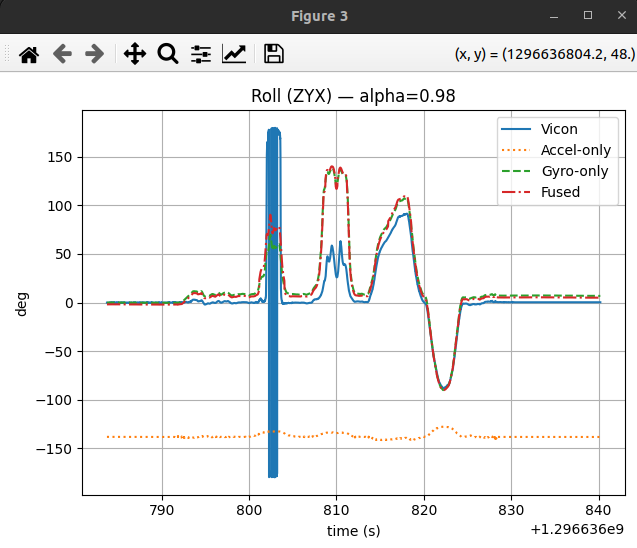 Figure 3
(x, y) = (1296636804.2, 48.)
Roll (ZYX) — alpha=0.98
Vicon
Accel-only
Gyro-only
Fused
150
100
50
0
−50
−100
−150
deg
790
800
810
820
830
840
time (s)
+1.296636e9